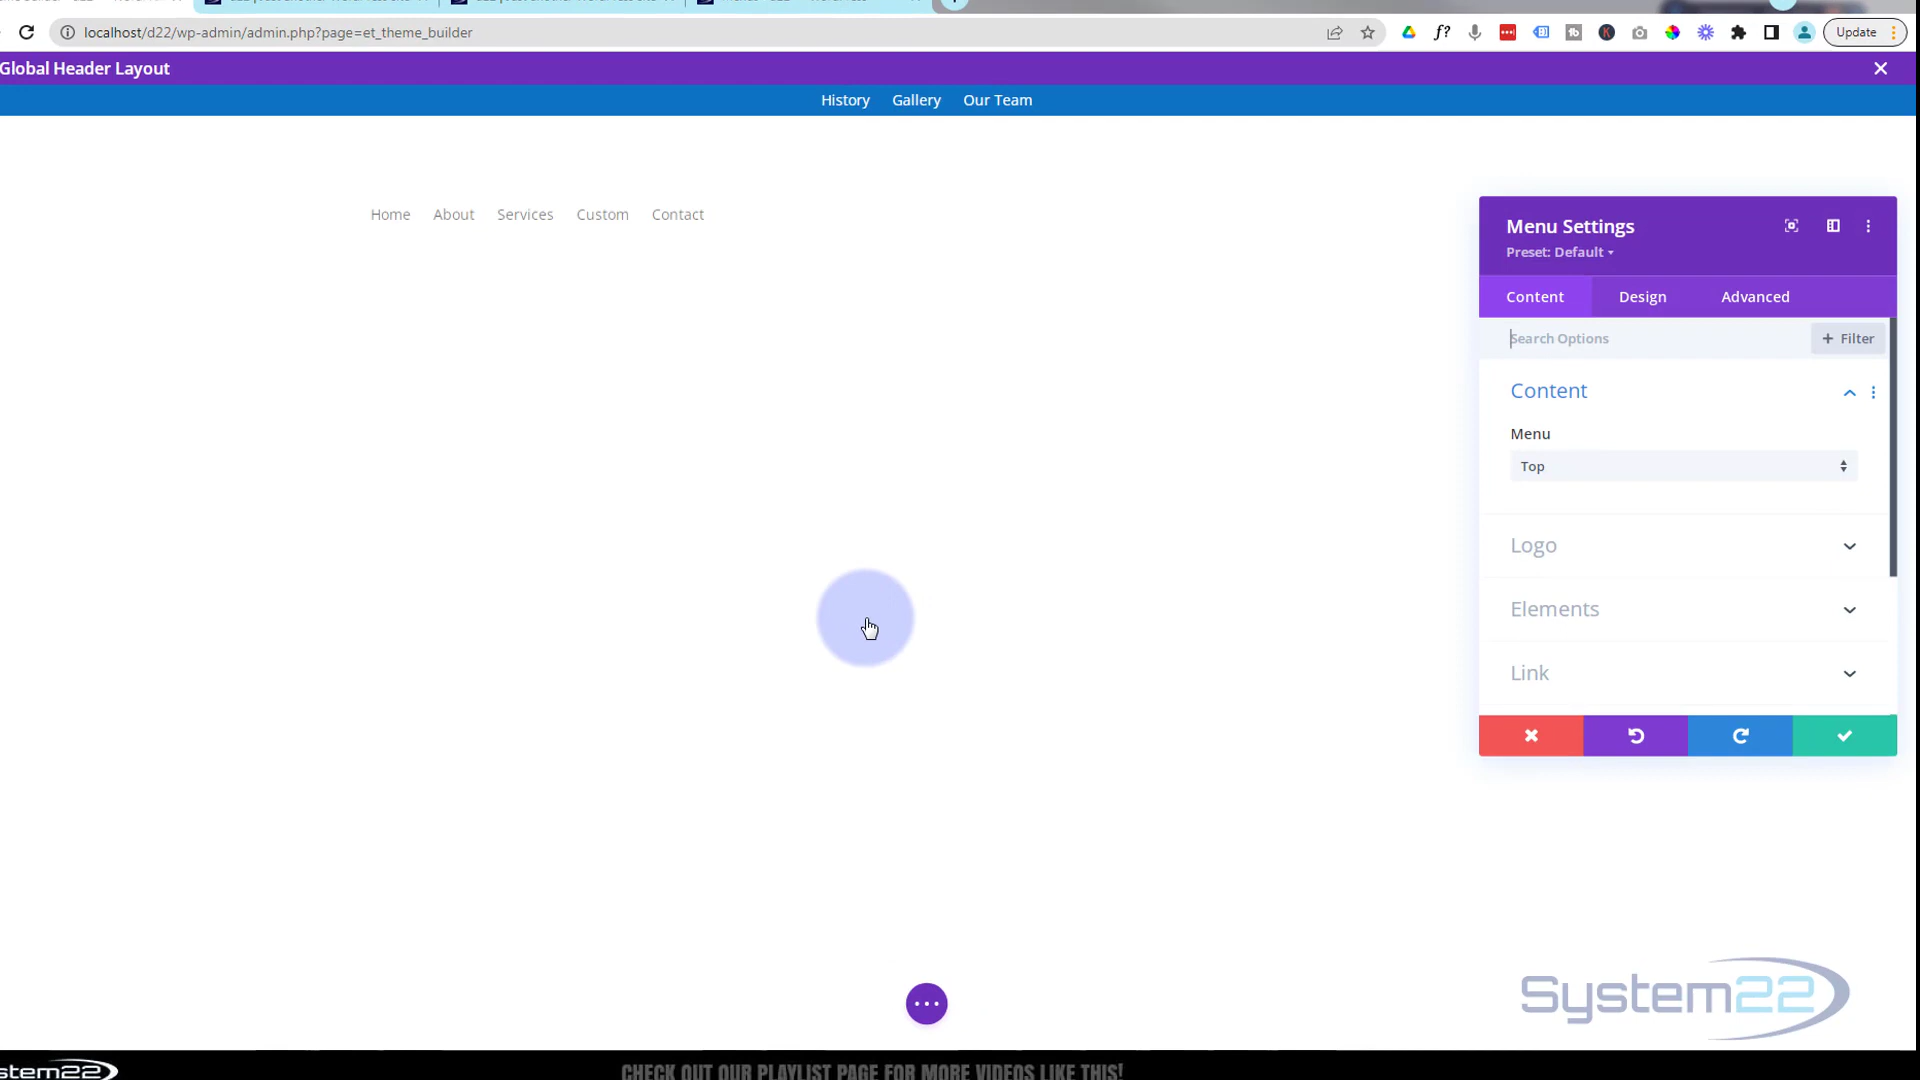 localhost/d22/wp-admin/admin.php?page=et_theme_builder
f?
Update
Global Header Layout
History Gallery Our Team
Home About Services Custom Contact
Menu Settings
Preset: Default
Content Design Advanced
Search Options
+ Filter
Content
Menu
Top
Logo
Elements
Link
System22
stem22
CHECK OUT OUR PLAYLIST PAGE FOR MORE VIDEOS LIKE THIS!